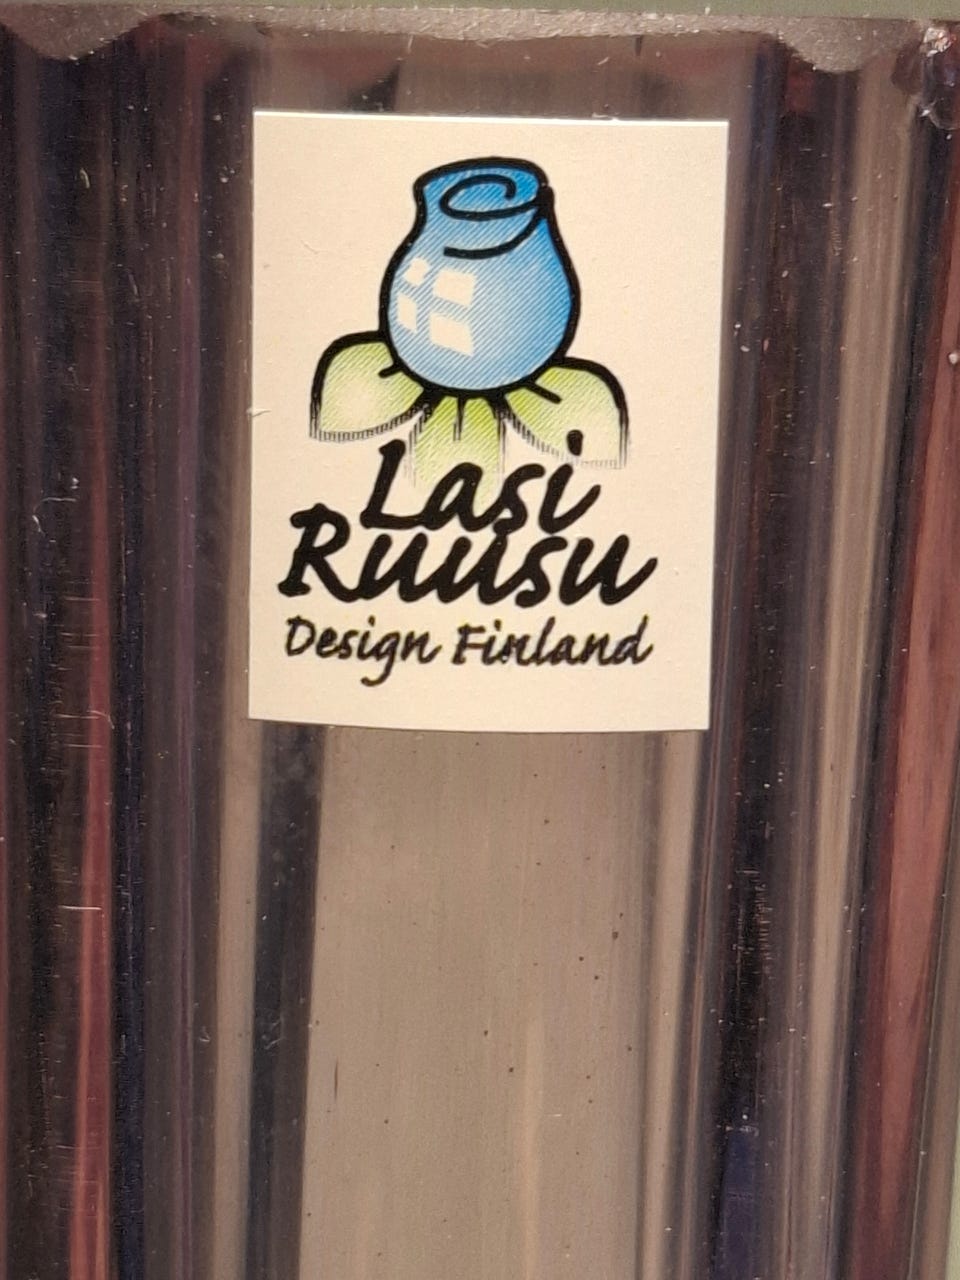 Lasi
Ruusu
Design Finland